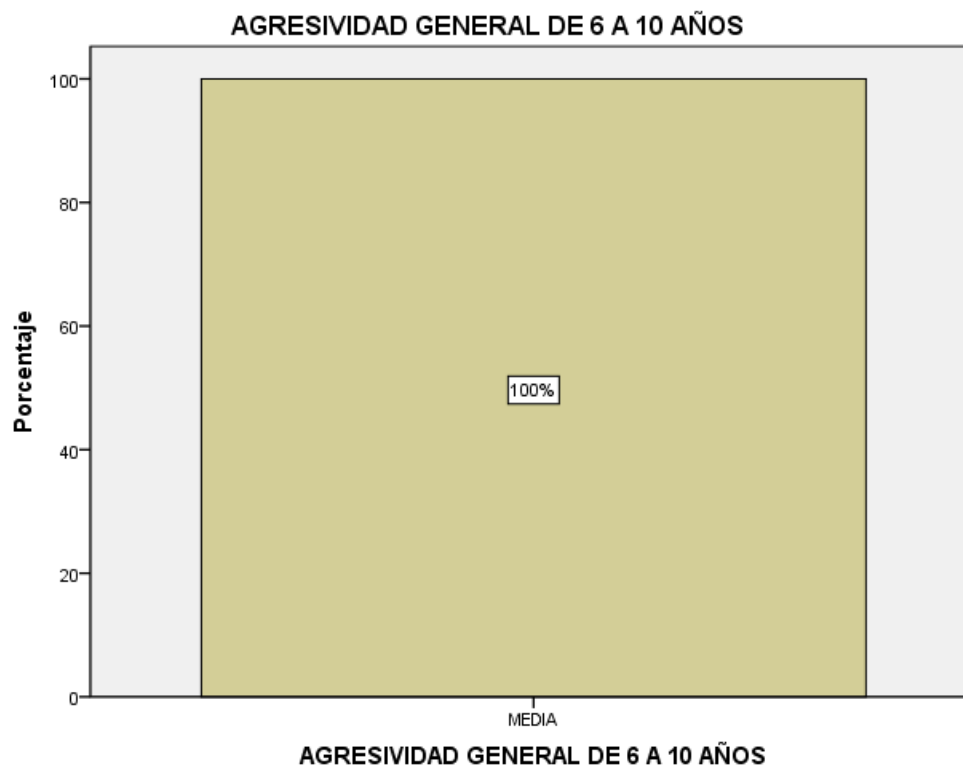 AGRESIVIDAD GENERAL DE 6 A 10 AÑOS
100
80
60
40
20
0
Porcentaje
100%
MEDIA
AGRESIVIDAD GENERAL DE 6 A 10 AÑOS